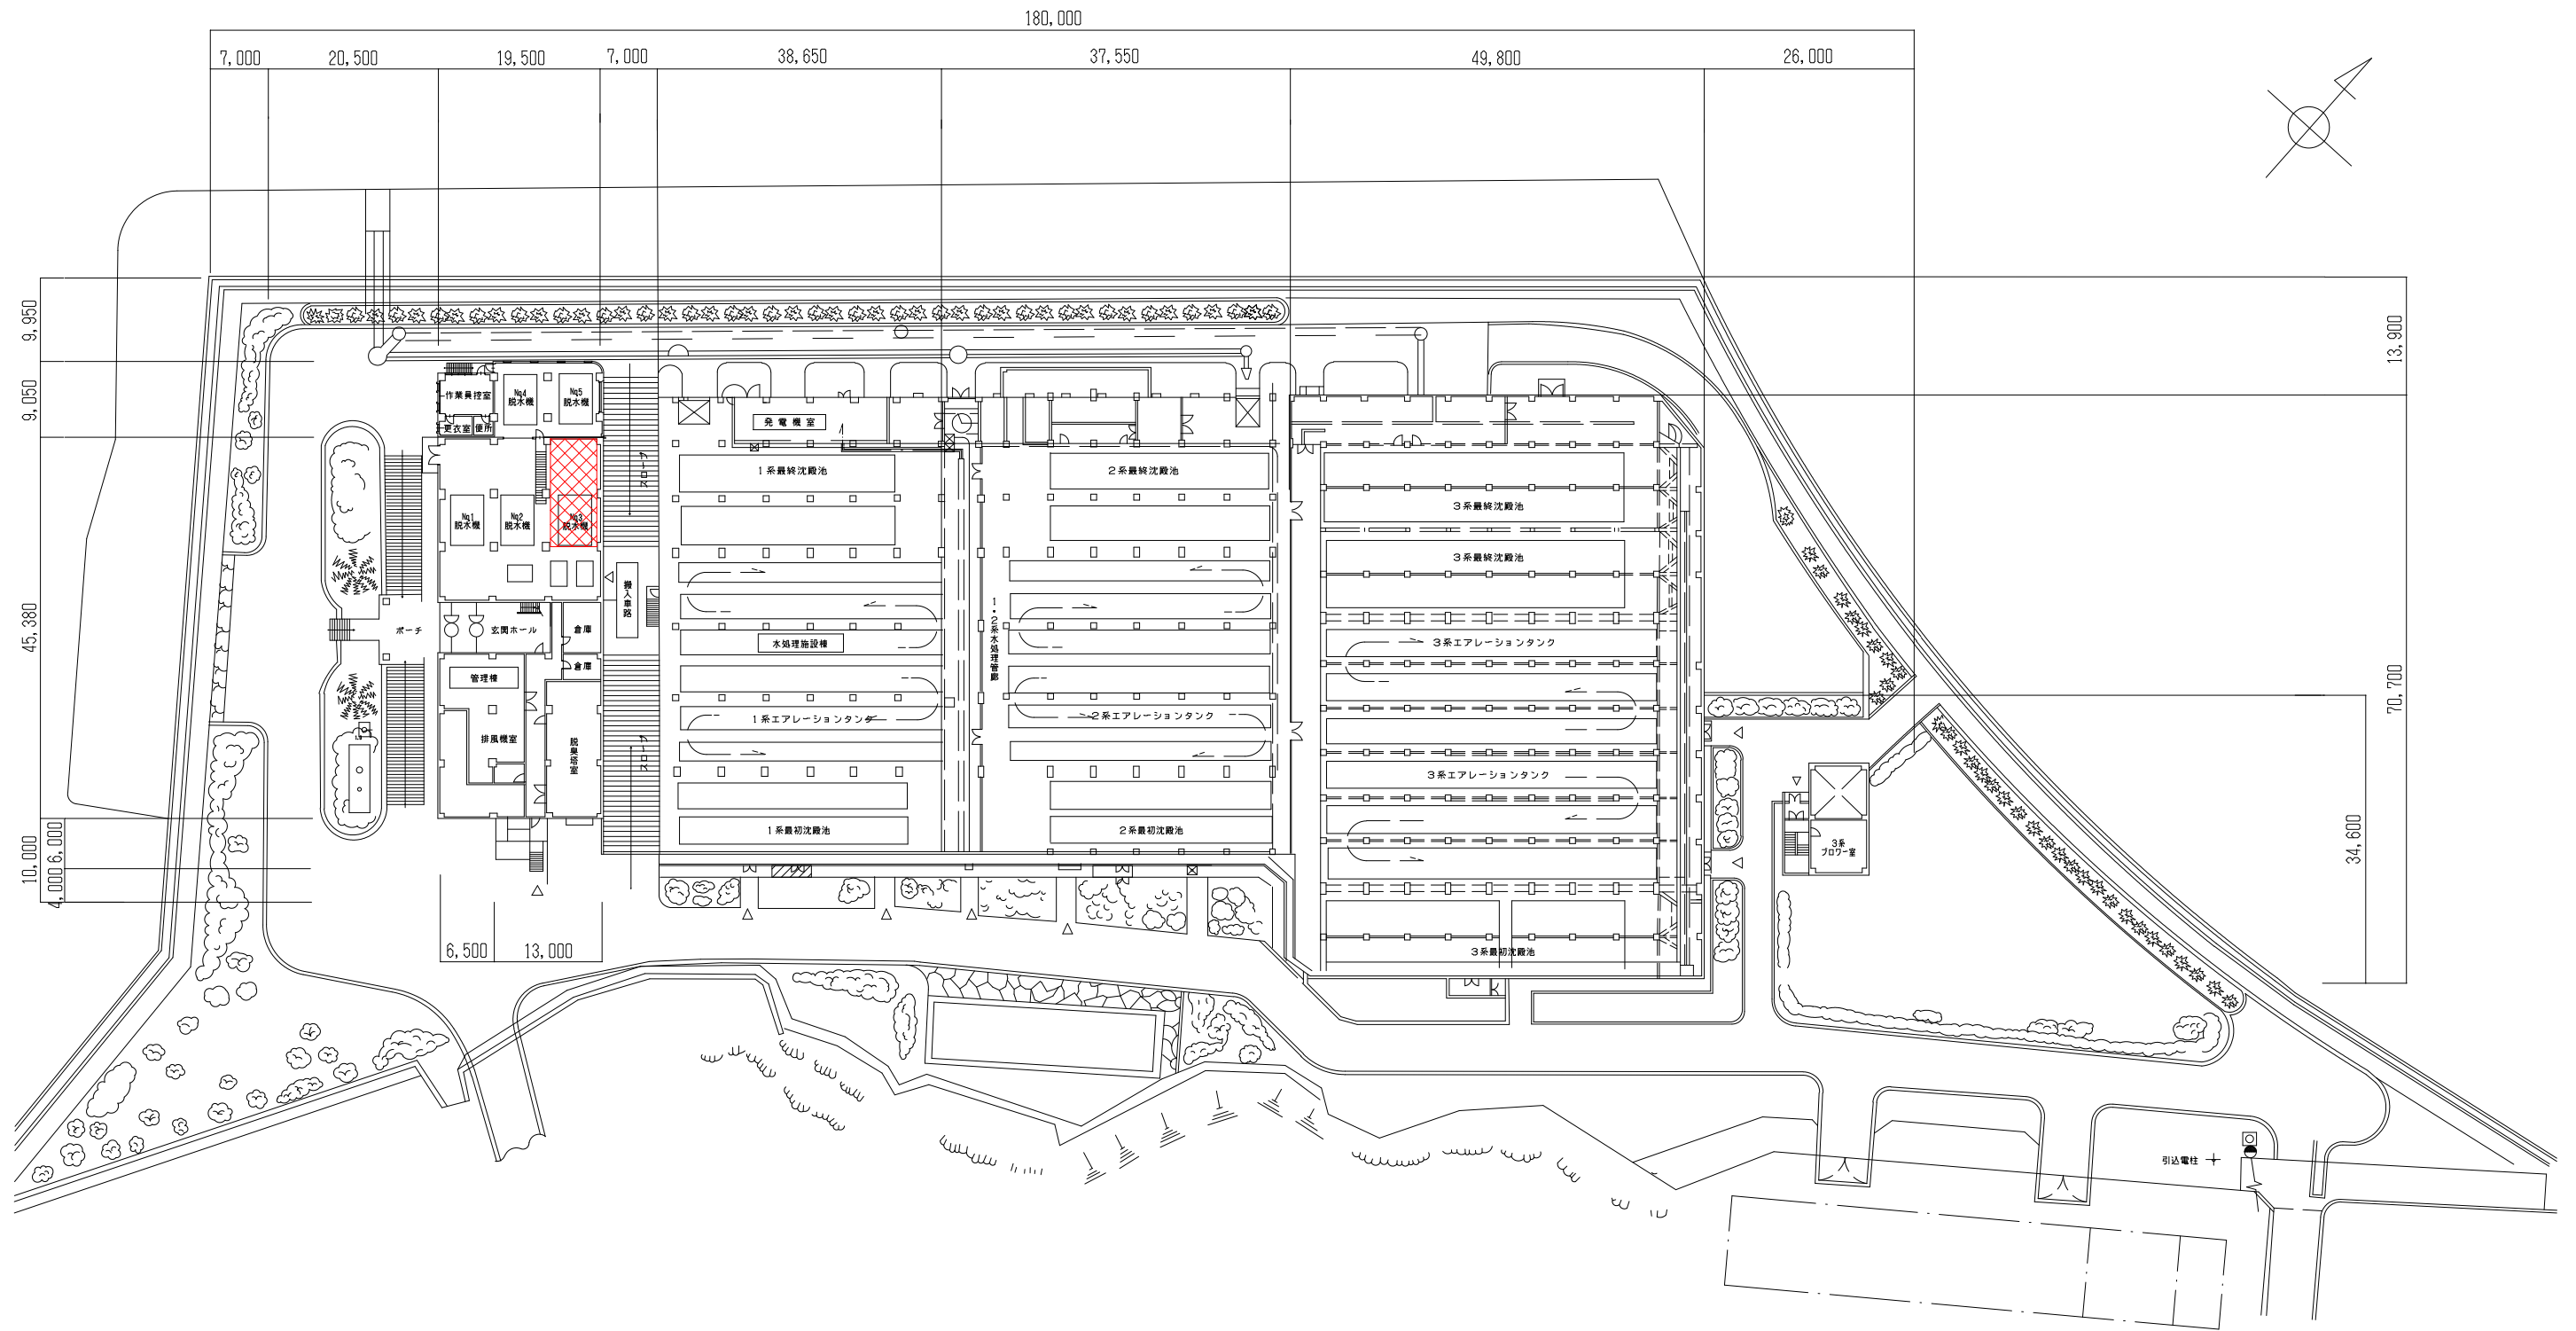 180,000
7,000
20,500
19,500
7,000
38,650
37,550
49,800
26,000
9,950
9,050
45,380
10,000
6,000
4,000
13,900
70,700
34,600
作業員控室
更衣室
便所
No4
脱水機
No5
脱水機
No1
脱水機
No2
脱水機
No3
脱水機
スロープ
搬入車路
スロープ
ポーチ
玄関ホール
倉庫
倉庫
管理棟
排風機室
脱臭塔室
発電機室
1系最終沈殿池
水処理施設棟
1系エアレーションタンク
1系最初沈殿池
1・2系水処理管廊
2系最終沈殿池
2系エアレーションタンク
2系最初沈殿池
3系最終沈殿池
3系最終沈殿池
3系エアレーションタンク
3系エアレーションタンク
3系最初沈殿池
3系
ブロワー室
6,500
13,000
引込電柱